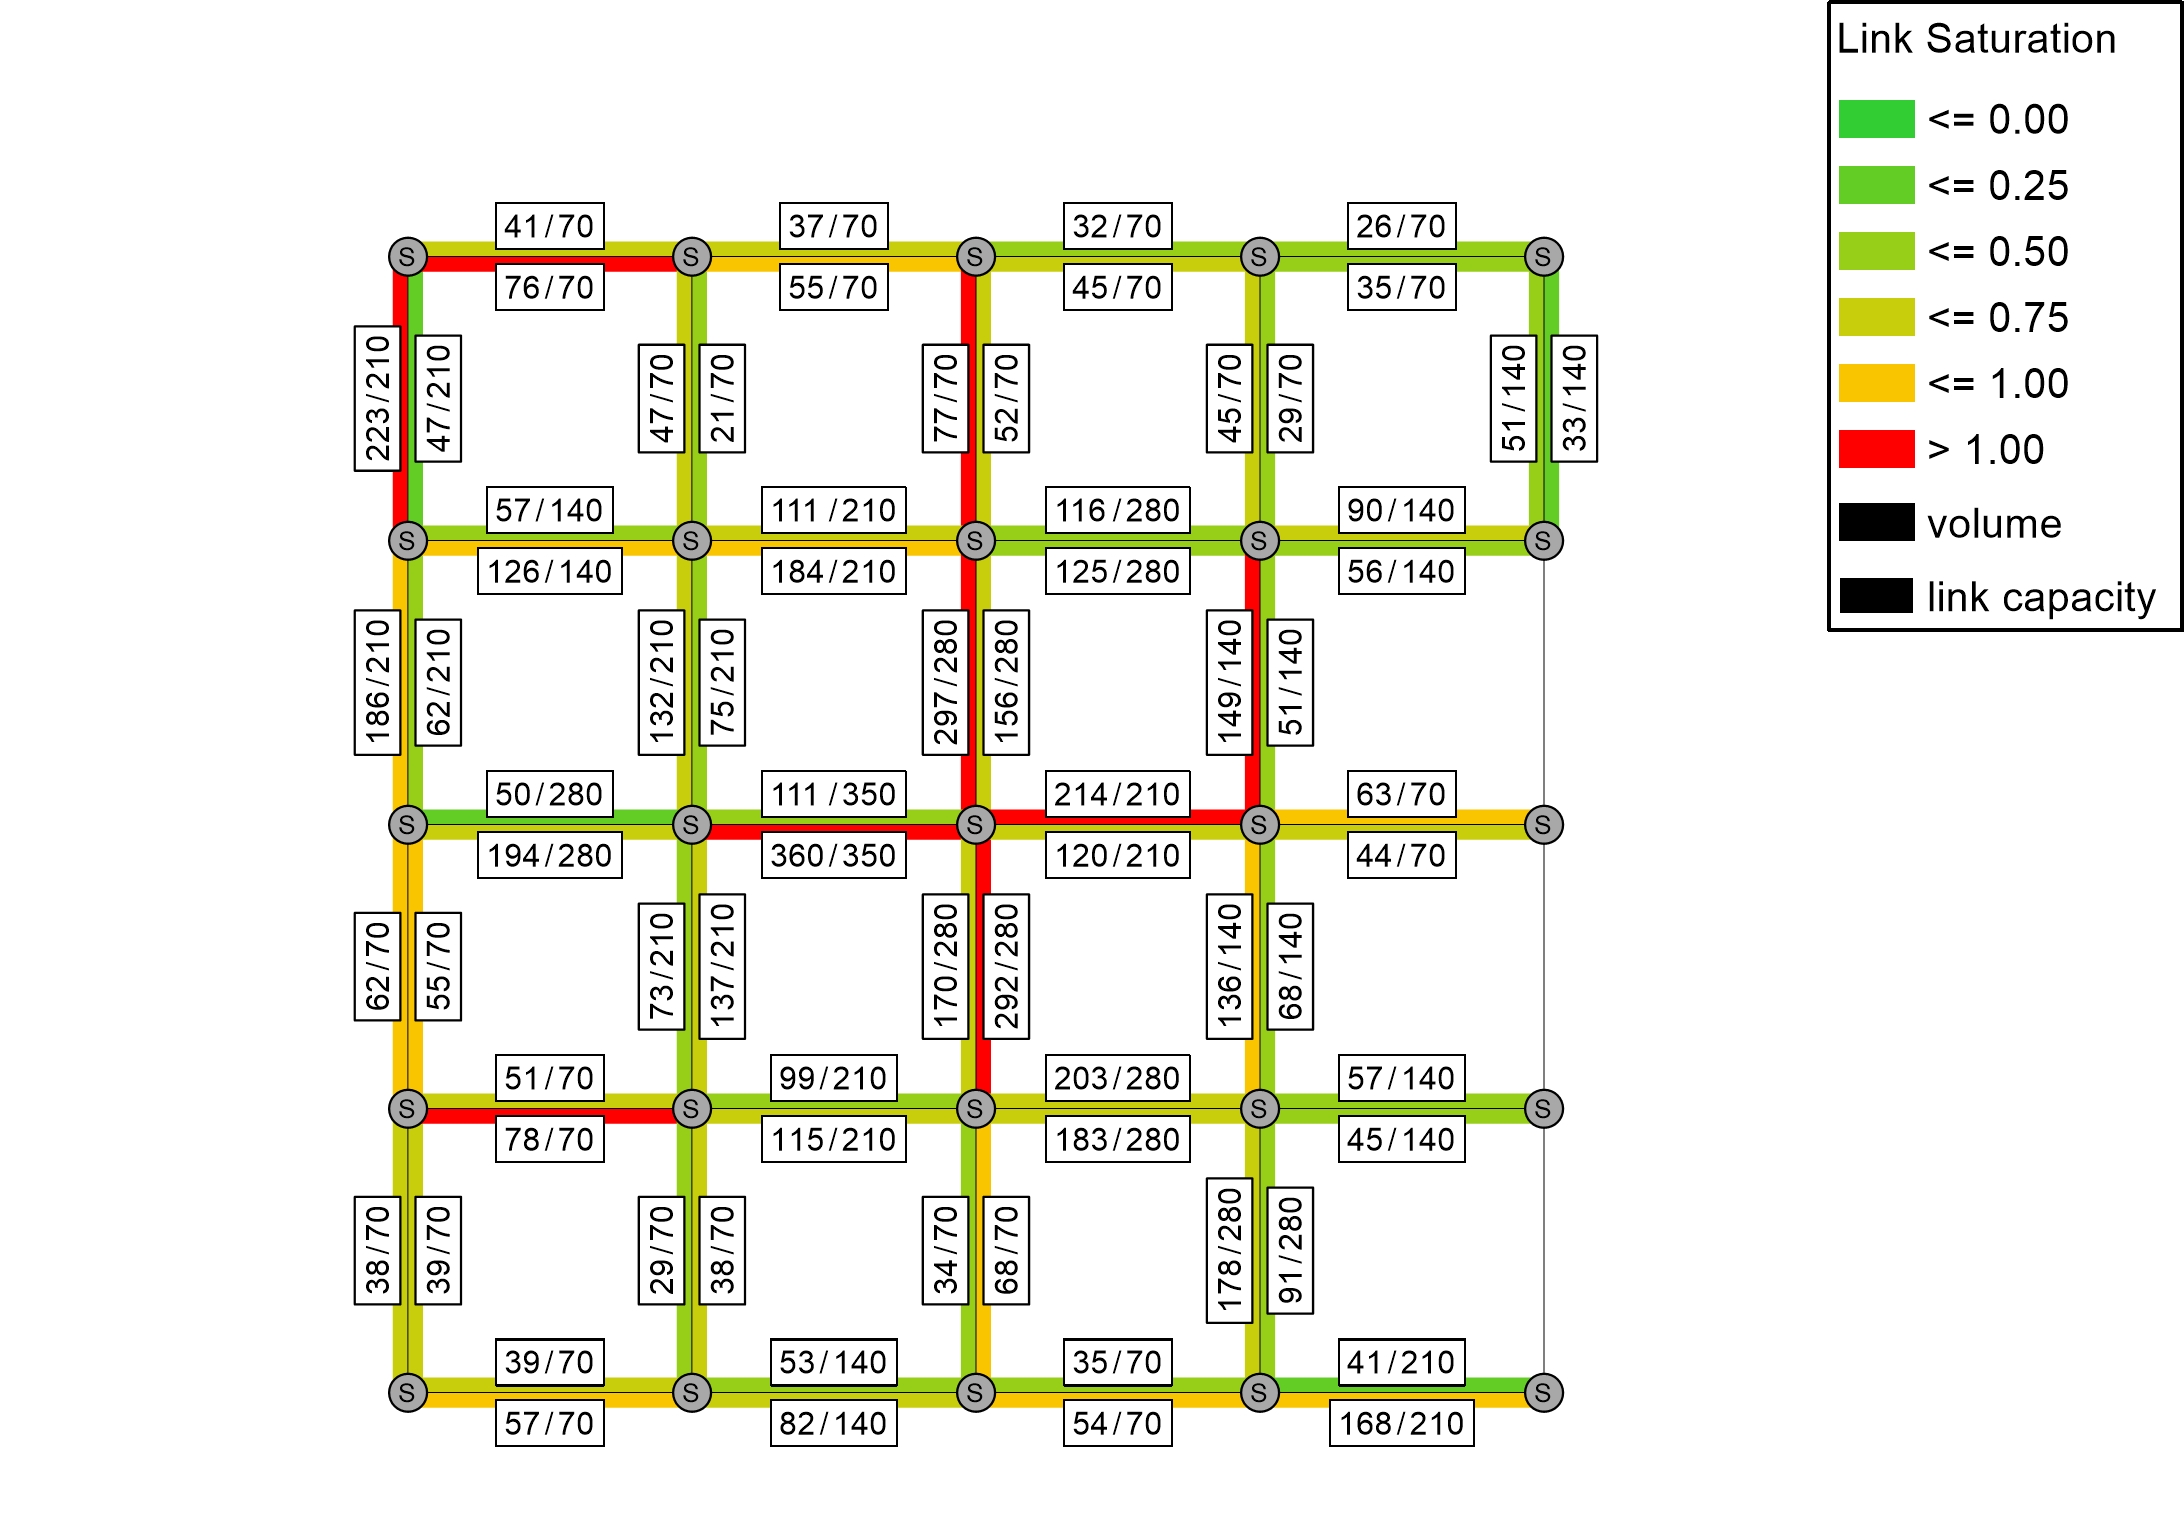 Link Saturation
<= 0.00
<= 0.25
<= 0.50
<= 0.75
<= 1.00
> 1.00
volume
link capacity
S 41/70 S 37/70 S 32/70 S 26/70 S
76/70 55/70 45/70 35/70
223/210 47/210 47/70 21/70 77/70 52/70 45/70 29/70 51/140 33/140
57/140 111/210 116/280 90/140
S S S S S
126/140 184/210 125/280 56/140
186/210 62/210 132/210 75/210 297/280 156/280 149/140 51/140
50/280 111/350 214/210 63/70
S S S S S
194/280 360/350 120/210 44/70
62/70 55/70 73/210 137/210 170/280 292/280 136/140 68/140
51/70 99/210 203/280 57/140
S S S S S
78/70 115/210 183/280 45/140
38/70 39/70 29/70 38/70 34/70 68/70 178/280 91/280
39/70 53/140 35/70 41/210
S S S S S
57/70 82/140 54/70 168/210